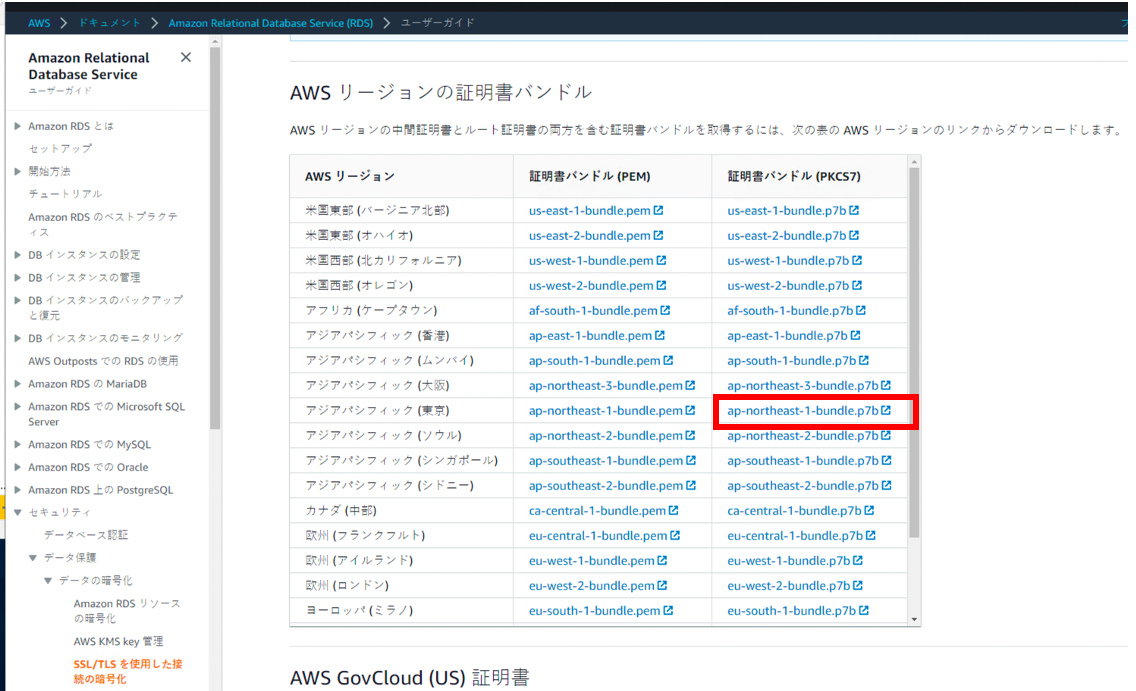 AWS > ドキュメント > Amazon Relational Database Service (RDS) > ユーザーガイド
Amazon Relational
Database Service
ユーザーガイド
Amazon RDS とは
セットアップ
開始方法
チュートリアル
Amazon RDS のベストプラクテ
ィス
DB インスタンスの設定
DB インスタンスの管理
DB インスタンスのバックアップ
と復元
DB インスタンスのモニタリング
AWS Outposts での RDS の使用
Amazon RDS の MariaDB
Amazon RDS での Microsoft SQL
Server
Amazon RDS での MySQL
Amazon RDS での Oracle
Amazon RDS 上の PostgreSQL
セキュリティ
データベース認証
データ保護
データの暗号化
Amazon RDS リソース
の暗号化
AWS KMS key 管理
SSL/TLS を使用した接
続の暗号化
AWS リージョンの証明書バンドル
AWS リージョンの中間証明書とルート証明書の両方を含む証明書バンドルを取得するには、次の表の AWS リージョンのリンクからダウンロードします。
AWS リージョン 証明書バンドル (PEM) 証明書バンドル (PKCS7)
米国東部 (バージニア北部) us-east-1-bundle.pem us-east-1-bundle.p7b
米国東部 (オハイオ) us-east-2-bundle.pem us-east-2-bundle.p7b
米国西部 (北カリフォルニア) us-west-1-bundle.pem us-west-1-bundle.p7b
米国西部 (オレゴン) us-west-2-bundle.pem us-west-2-bundle.p7b
アフリカ (ケープタウン) af-south-1-bundle.pem af-south-1-bundle.p7b
アジアパシフィック (香港) ap-east-1-bundle.pem ap-east-1-bundle.p7b
アジアパシフィック (ムンバイ) ap-south-1-bundle.pem ap-south-1-bundle.p7b
アジアパシフィック (大阪) ap-northeast-3-bundle.pem ap-northeast-3-bundle.p7b
アジアパシフィック (東京) ap-northeast-1-bundle.pem ap-northeast-1-bundle.p7b
アジアパシフィック (ソウル) ap-northeast-2-bundle.pem ap-northeast-2-bundle.p7b
アジアパシフィック (シンガポール) ap-southeast-1-bundle.pem ap-southeast-1-bundle.p7b
アジアパシフィック (シドニー) ap-southeast-2-bundle.pem ap-southeast-2-bundle.p7b
カナダ (中部) ca-central-1-bundle.pem ca-central-1-bundle.p7b
欧州 (フランクフルト) eu-central-1-bundle.pem eu-central-1-bundle.p7b
欧州 (アイルランド) eu-west-1-bundle.pem eu-west-1-bundle.p7b
欧州 (ロンドン) eu-west-2-bundle.pem eu-west-2-bundle.p7b
ヨーロッパ (ミラノ) eu-south-1-bundle.pem eu-south-1-bundle.p7b
AWS GovCloud (US) 証明書